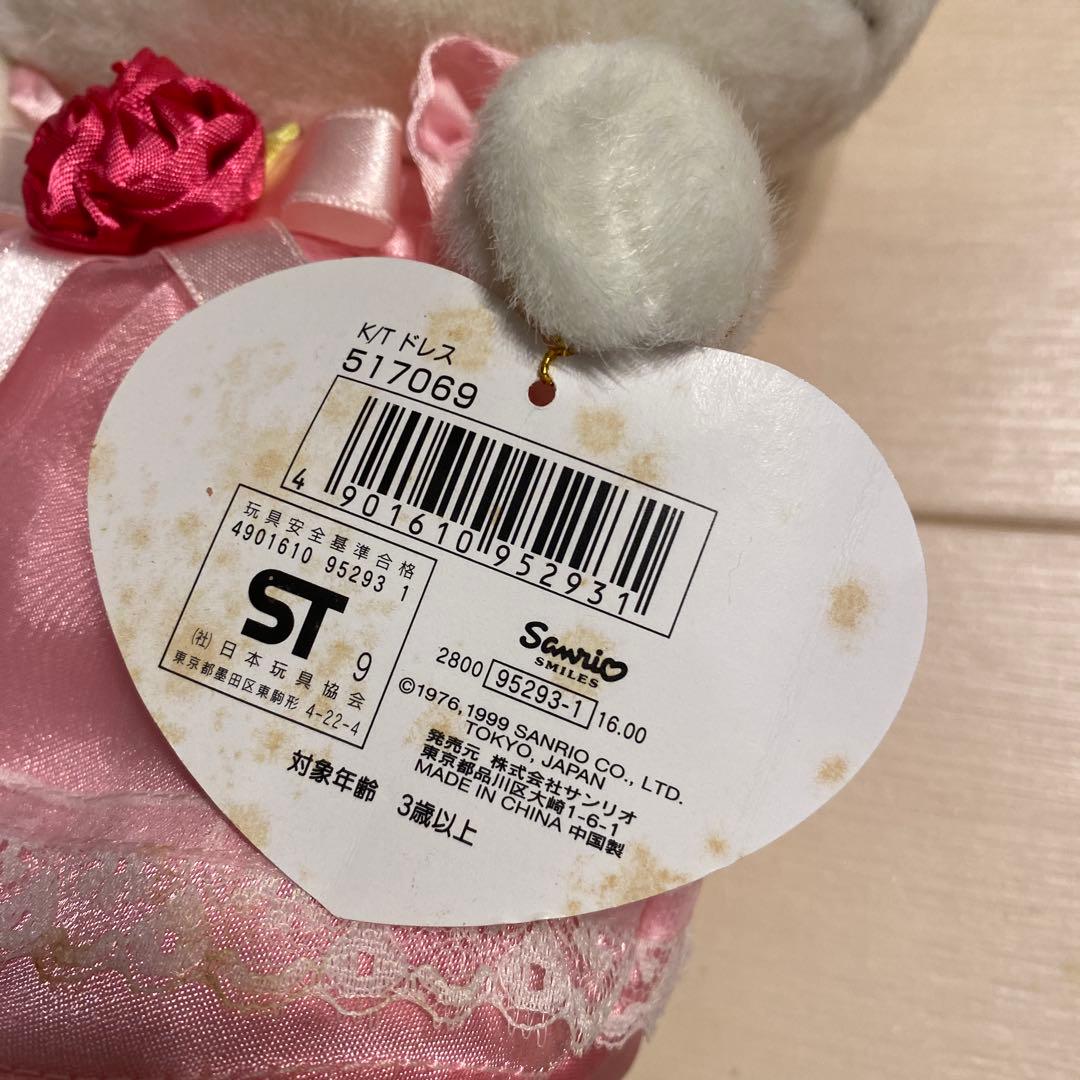 K/T ドレス
517069
4 901610 952931
玩具安全基準合格
4901610 95293 1
ST 9
(社)日本玩具協会
東京都墨田区東駒形 4-22-4
Sanrio
SMILES
2800 95293-1 16.00
©1976,1999 SANRIO CO., LTD.
TOKYO, JAPAN
発売元 株式会社サンリオ
東京都品川区大崎1-6-1
MADE IN CHINA 中国製
対象年齢 3歳以上